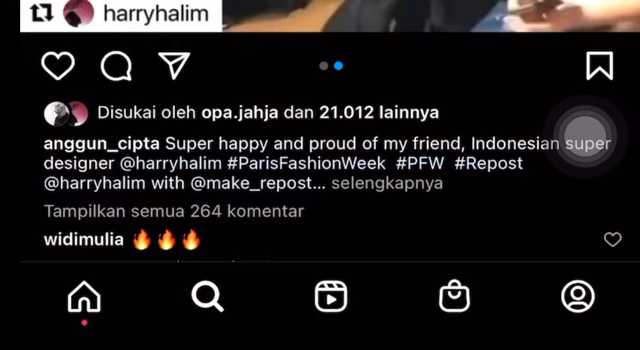 harryhalim
Disukai oleh opa.jahja dan 21.012 lainnya
anggun_cipta Super happy and proud of my friend, Indonesian super
designer @harryhalim #ParisFashionWeek #PFW #Repost
@harryhalim with @make_repost... selengkapnya
Tampilkan semua 264 komentar
widimulia 🔥🔥🔥